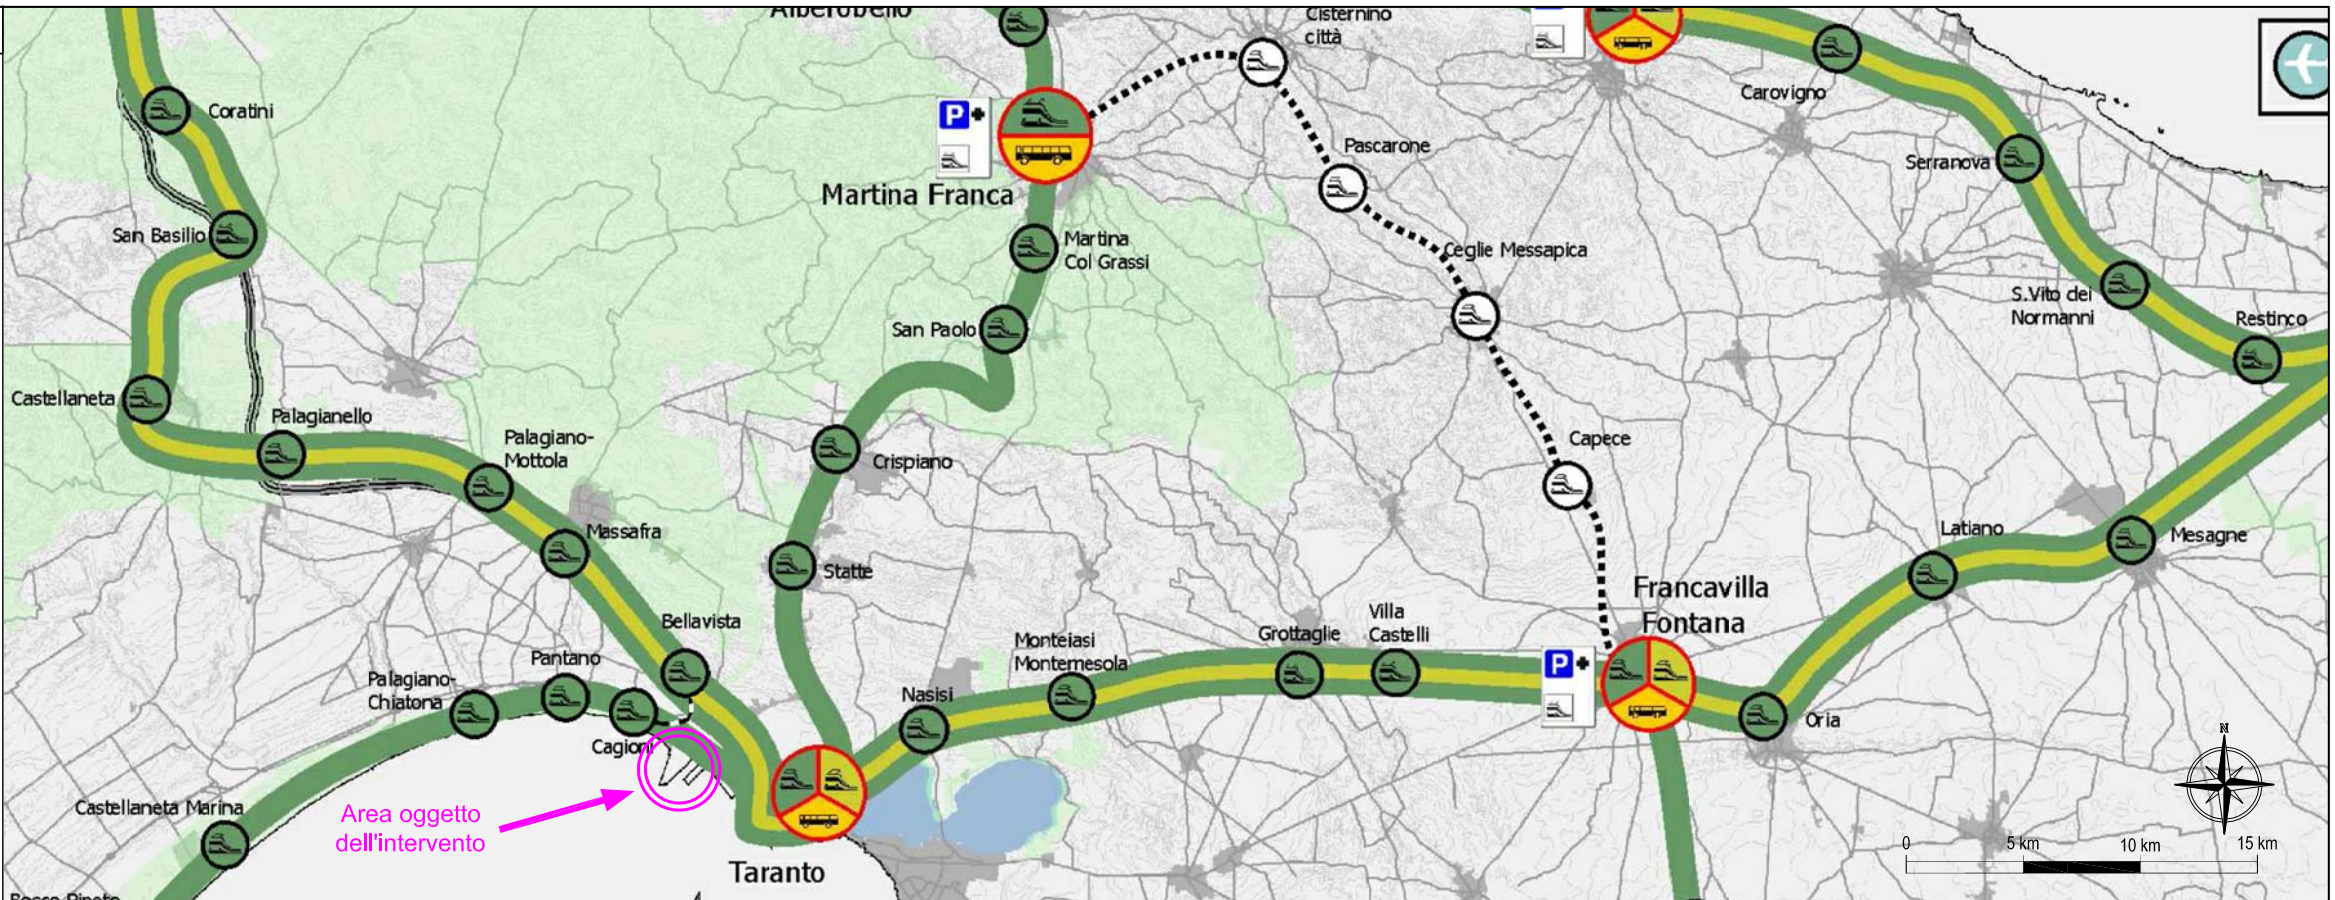 Alberobello
Cisternino
città
Coratini
P+
Carovigno
Pascarone
Serranova
Martina Franca
San Basilio
Martina
Col Grassi
Ceglie Messapica
S.Vito dei
Normanni
Restinco
San Paolo
Castellaneta
Palagianello
Palagiano-
Mottola
Crispiano
Capece
Massafra
Latiano
Mesagne
Statte
Francavilla
Fontana
Bellavista
Villa
Castelli
Grottaglie
Monteiasi
Montemesola
Pantano
P+
Palagiano-
Chiatona
Nasisi
Oria
Cagioni
N
Castellaneta Marina
Area oggetto
dell'intervento
0 5 km 10 km 15 km
Taranto
Bosco Pineto